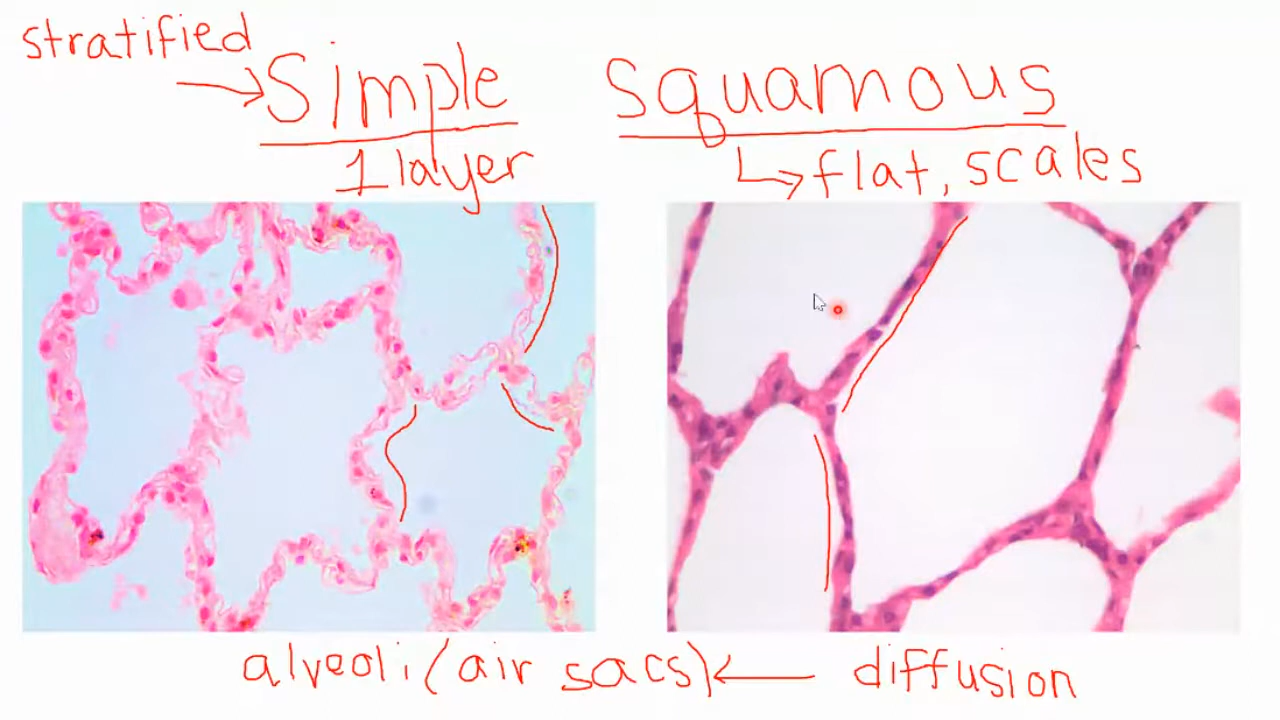 stratified
→ Simple squamous
1 layer ↳ flat, scales
alveoli (air sacs) ← diffusion